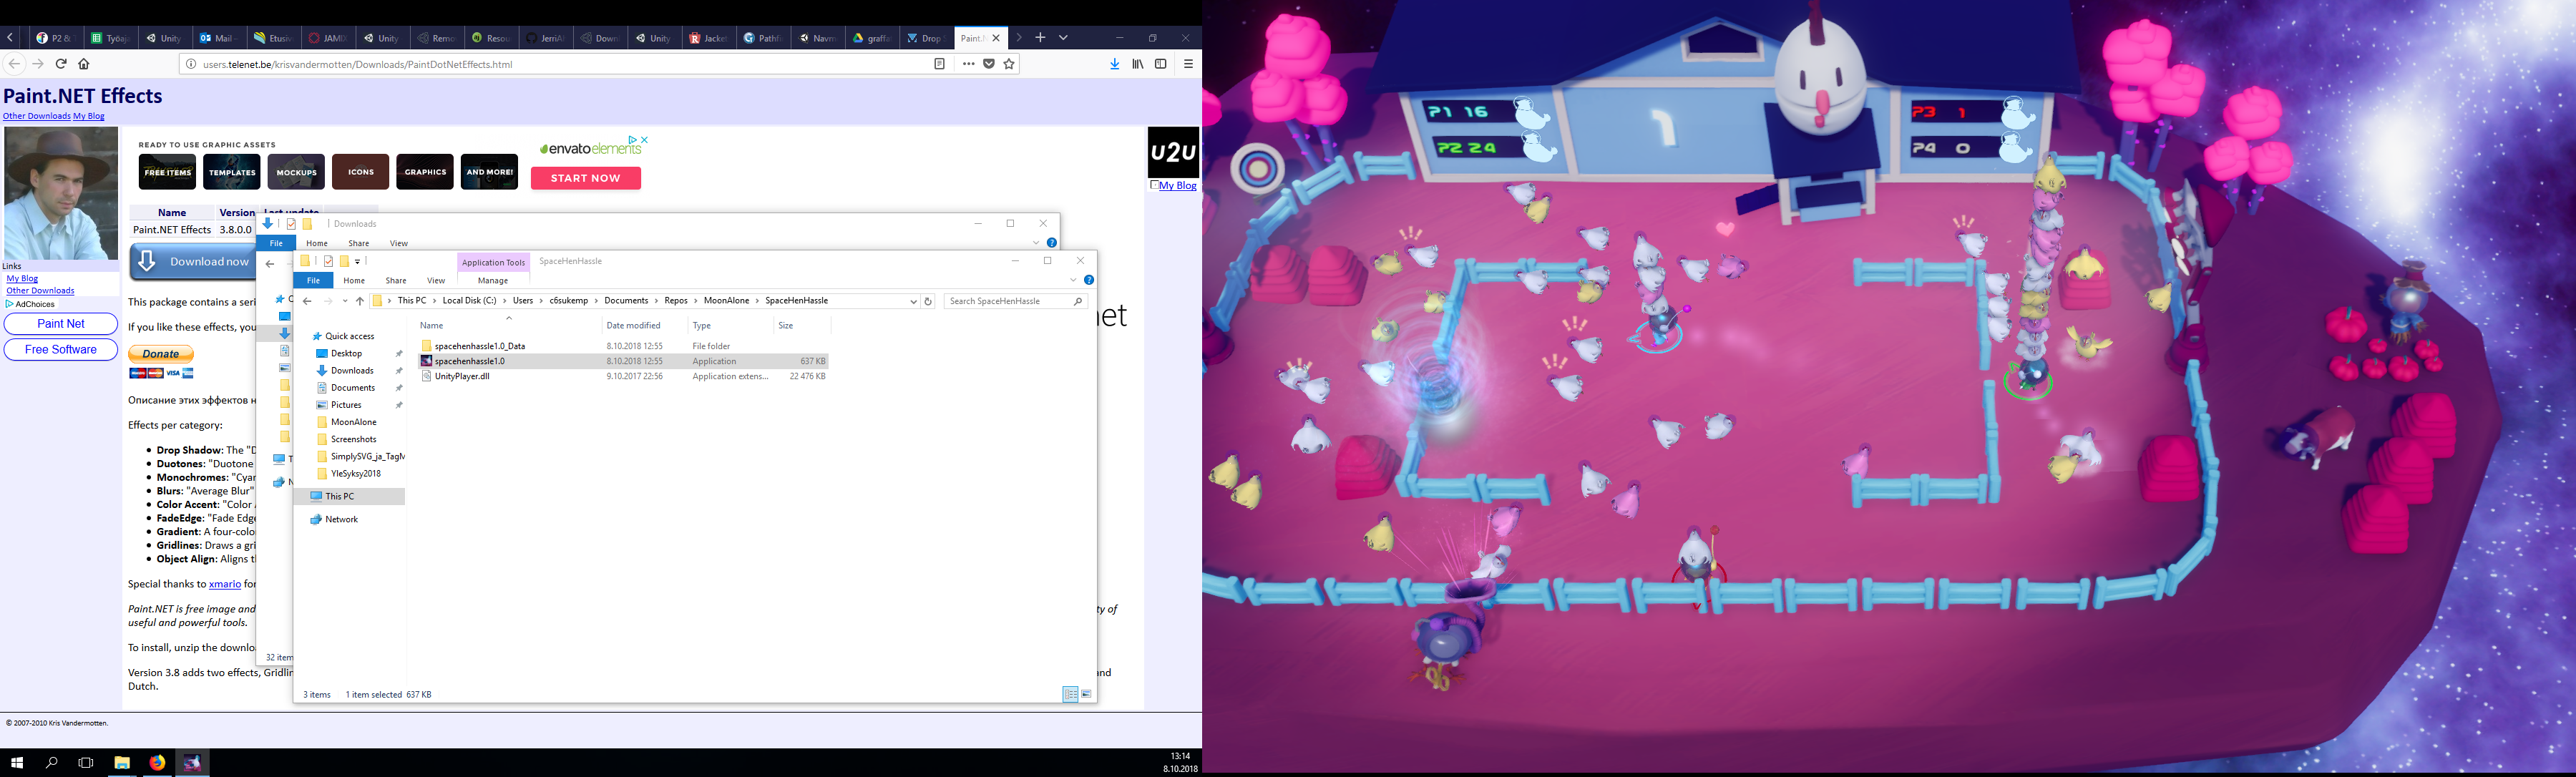 P2 &
Työaja
Unity
Mail -
Etusiv
JAMIX
Unity
Remo
Resou
JerriAl
Down
Unity
Jacket
Pathfi
Navm
graffa
Drop S
Paint.N
users.telenet.be/krisvandermotten/Downloads/PaintDotNetEffects.html
Paint.NET Effects
Other Downloads My Blog
READY TO USE GRAPHIC ASSETS
FREE ITEMS
TEMPLATES
MOCKUPS
ICONS
GRAPHICS
AND MORE!
envatoelements
START NOW
U2U
My Blog
Name Version Last update
Paint.NET Effects 3.8.0.0
Download now
Links
My Blog
Other Downloads
AdChoices
Paint Net
Free Software
This package contains a seri
If you like these effects, you
Donate
VISA
Описание этих эффектов н
Effects per category:
Drop Shadow: The "D
Duotones: "Duotone
Monochromes: "Cyan
Blurs: "Average Blur"
Color Accent: "Color A
FadeEdge: "Fade Edge
Gradient: A four-colo
Gridlines: Draws a gri
Object Align: Aligns th
Special thanks to xmario for
Paint.NET is free image and
ty of
useful and powerful tools.
To install, unzip the downlo
Version 3.8 adds two effects, Gridlin
and
Dutch.
© 2007-2010 Kris Vandermotten.
net
Downloads
File Home Share View
32 item
Application Tools
SpaceHenHassle
File Home Share View Manage
This PC > Local Disk (C:) > Users > c6sukemp > Documents > Repos > MoonAlone > SpaceHenHassle
Search SpaceHenHassle
Name Date modified Type Size
spacehenhassle1.0_Data 8.10.2018 12:55 File folder
spacehenhassle1.0 8.10.2018 12:55 Application 637 KB
UnityPlayer.dll 9.10.2017 22:56 Application extens... 22 476 KB
Quick access
Desktop
Downloads
Documents
Pictures
MoonAlone
Screenshots
SimplySVG_ja_TagM
YleSyksy2018
This PC
Network
3 items 1 item selected 637 KB
13:14
8.10.2018
P1 16
P2 24
1
P3 1
P4 0